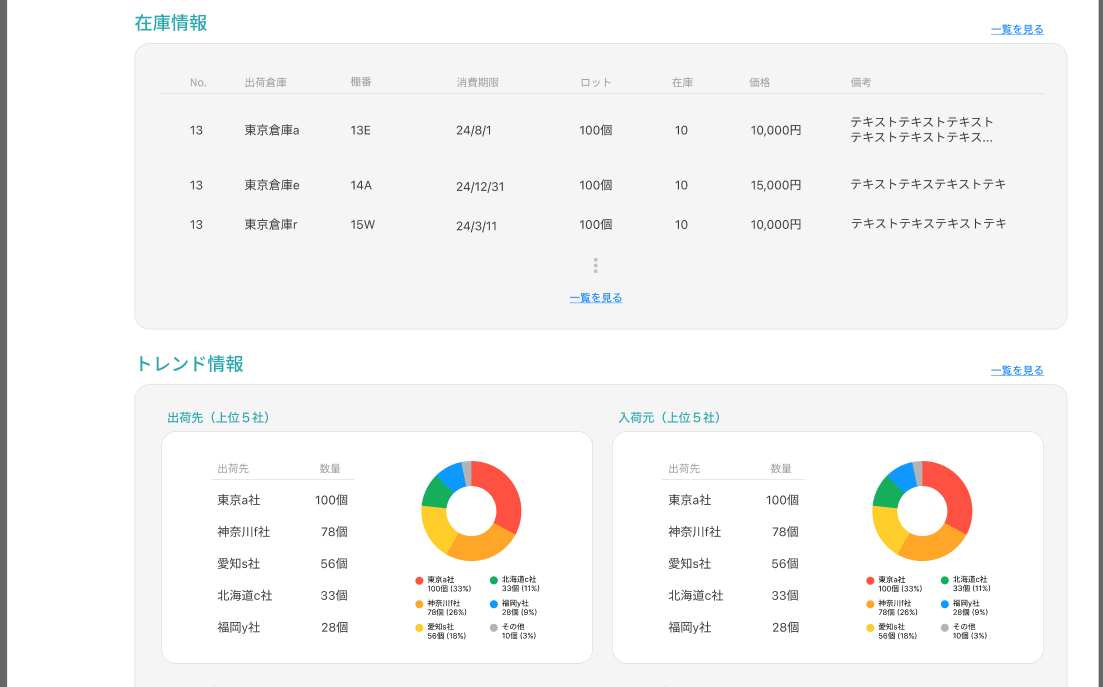 在庫情報
一覧を見る
No. 出荷倉庫 棚番 消費期限 ロット 在庫 価格 備考
13 東京倉庫a 13E 24/8/1 100個 10 10,000円 テキストテキストテキスト
テキストテキストテキス...
13 東京倉庫e 14A 24/12/31 100個 10 15,000円 テキストテキステキストテキ
13 東京倉庫r 15W 24/3/11 100個 10 10,000円 テキストテキステキストテキ
一覧を見る
トレンド情報
一覧を見る
出荷先（上位５社）
出荷先 数量
東京a社 100個
神奈川f社 78個
愛知s社 56個
北海道c社 33個
福岡y社 28個
東京a社
100個 (33%)
神奈川f社
78個 (26%)
愛知s社
56個 (18%)
北海道c社
33個 (11%)
福岡y社
28個 (9%)
その他
10個 (3%)
入荷元（上位５社）
出荷先 数量
東京a社 100個
神奈川f社 78個
愛知s社 56個
北海道c社 33個
福岡y社 28個
東京a社
100個 (33%)
神奈川f社
78個 (26%)
愛知s社
56個 (18%)
北海道c社
33個 (11%)
福岡y社
28個 (9%)
その他
10個 (3%)